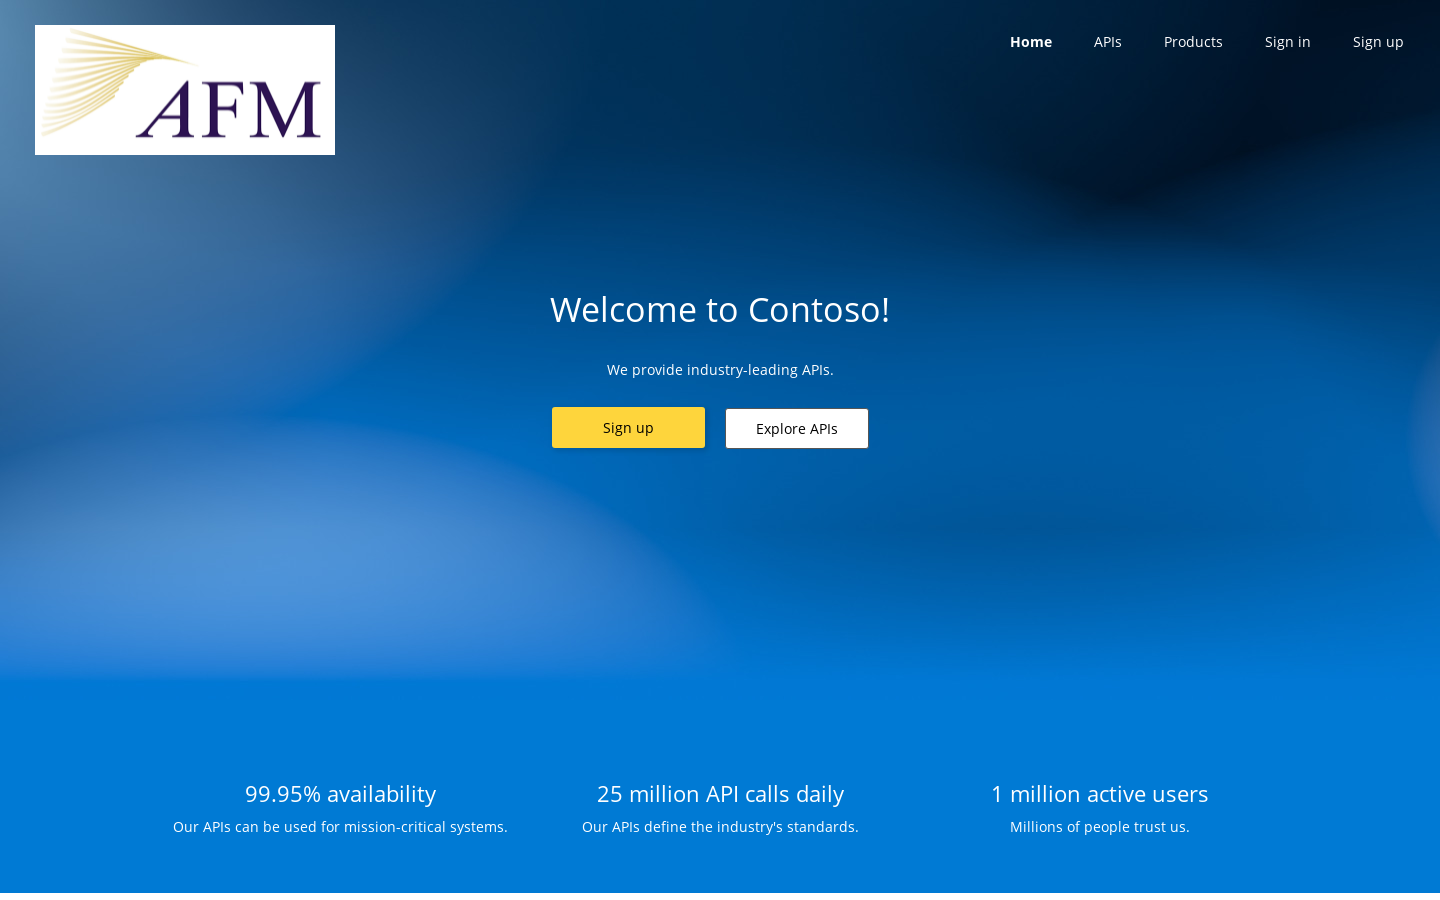 AFM
Home
APIs
Products
Sign in
Sign up
Welcome to Contoso!
We provide industry-leading APIs.
Sign up
Explore APIs
99.95% availability
Our APIs can be used for mission-critical systems.
25 million API calls daily
Our APIs define the industry's standards.
1 million active users
Millions of people trust us.